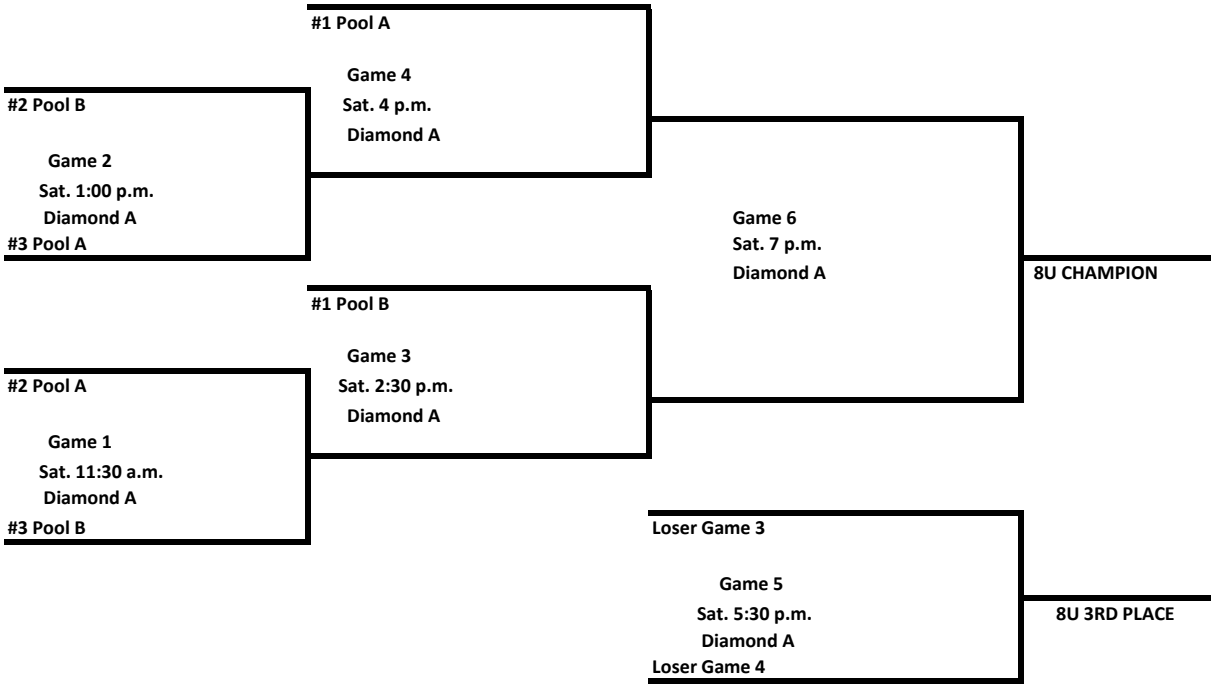 #1 Pool A
Game 4
Sat. 4 p.m.
Diamond A
#2 Pool B
Game 2
Sat. 1:00 p.m.
Diamond A
#3 Pool A
Game 6
Sat. 7 p.m.
Diamond A
8U CHAMPION
#1 Pool B
Game 3
Sat. 2:30 p.m.
Diamond A
#2 Pool A
Game 1
Sat. 11:30 a.m.
Diamond A
#3 Pool B
Loser Game 3
Game 5
Sat. 5:30 p.m.
Diamond A
Loser Game 4
8U 3RD PLACE